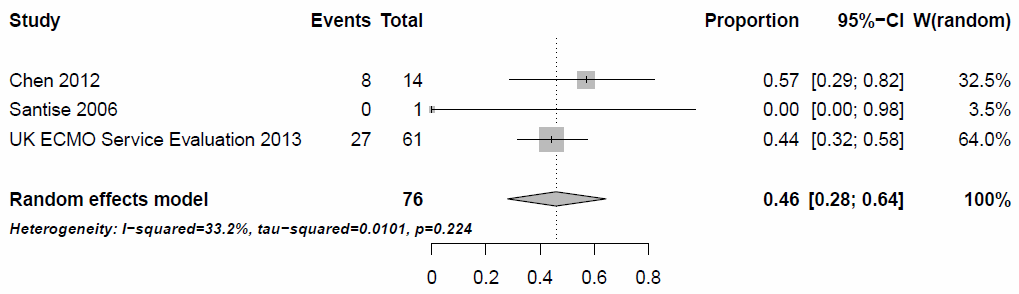 Study Events Total Proportion 95%−CI W(random)
Chen 2012 8 14 0.57 [0.29; 0.82] 32.5%
Santise 2006 0 1 0.00 [0.00; 0.98] 3.5%
UK ECMO Service Evaluation 2013 27 61 0.44 [0.32; 0.58] 64.0%
Random effects model 76 0.46 [0.28; 0.64] 100%
Heterogeneity: I−squared=33.2%, tau−squared=0.0101, p=0.224
0 0.2 0.4 0.6 0.8